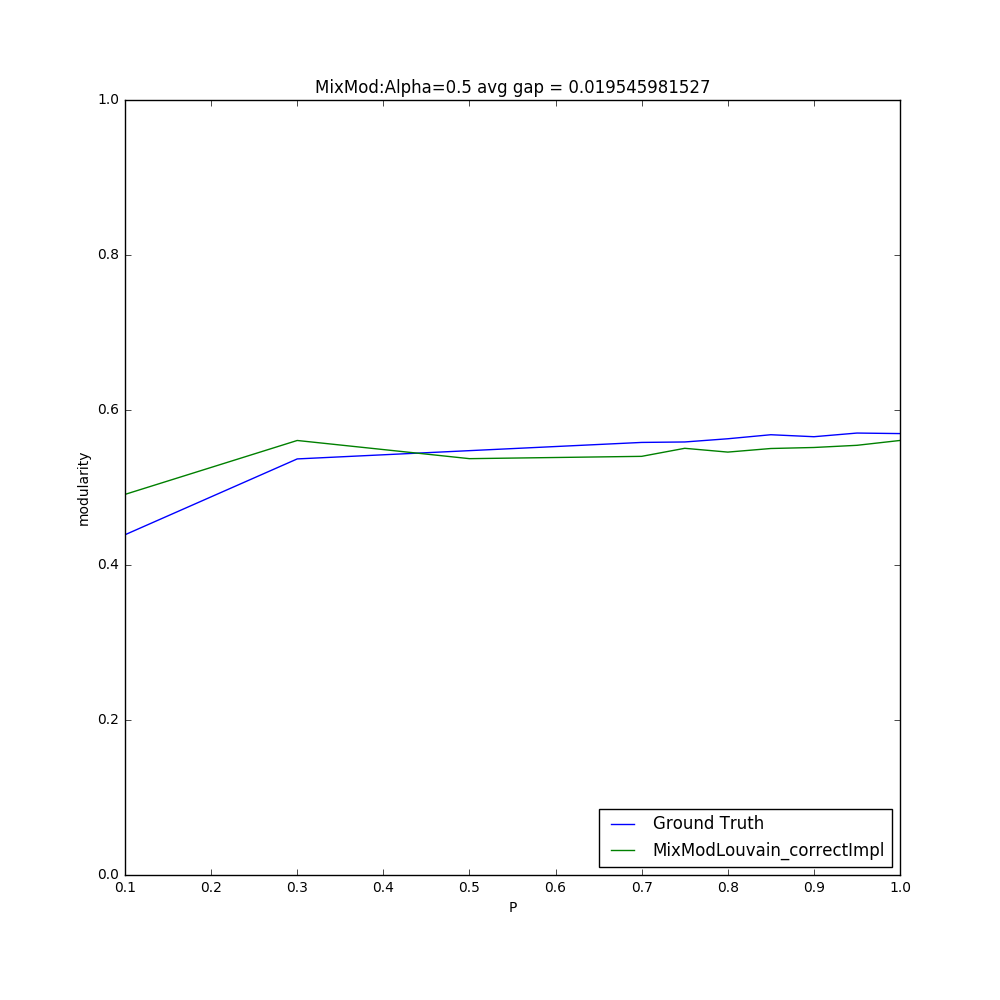 MixMod:Alpha=0.5 avg gap = 0.019545981527
1.0
0.8
0.6
0.4
0.2
0.0
modularity
0.1 0.2 0.3 0.4 0.5 0.6 0.7 0.8 0.9 1.0
P
Ground Truth
MixModLouvain_correctImpl